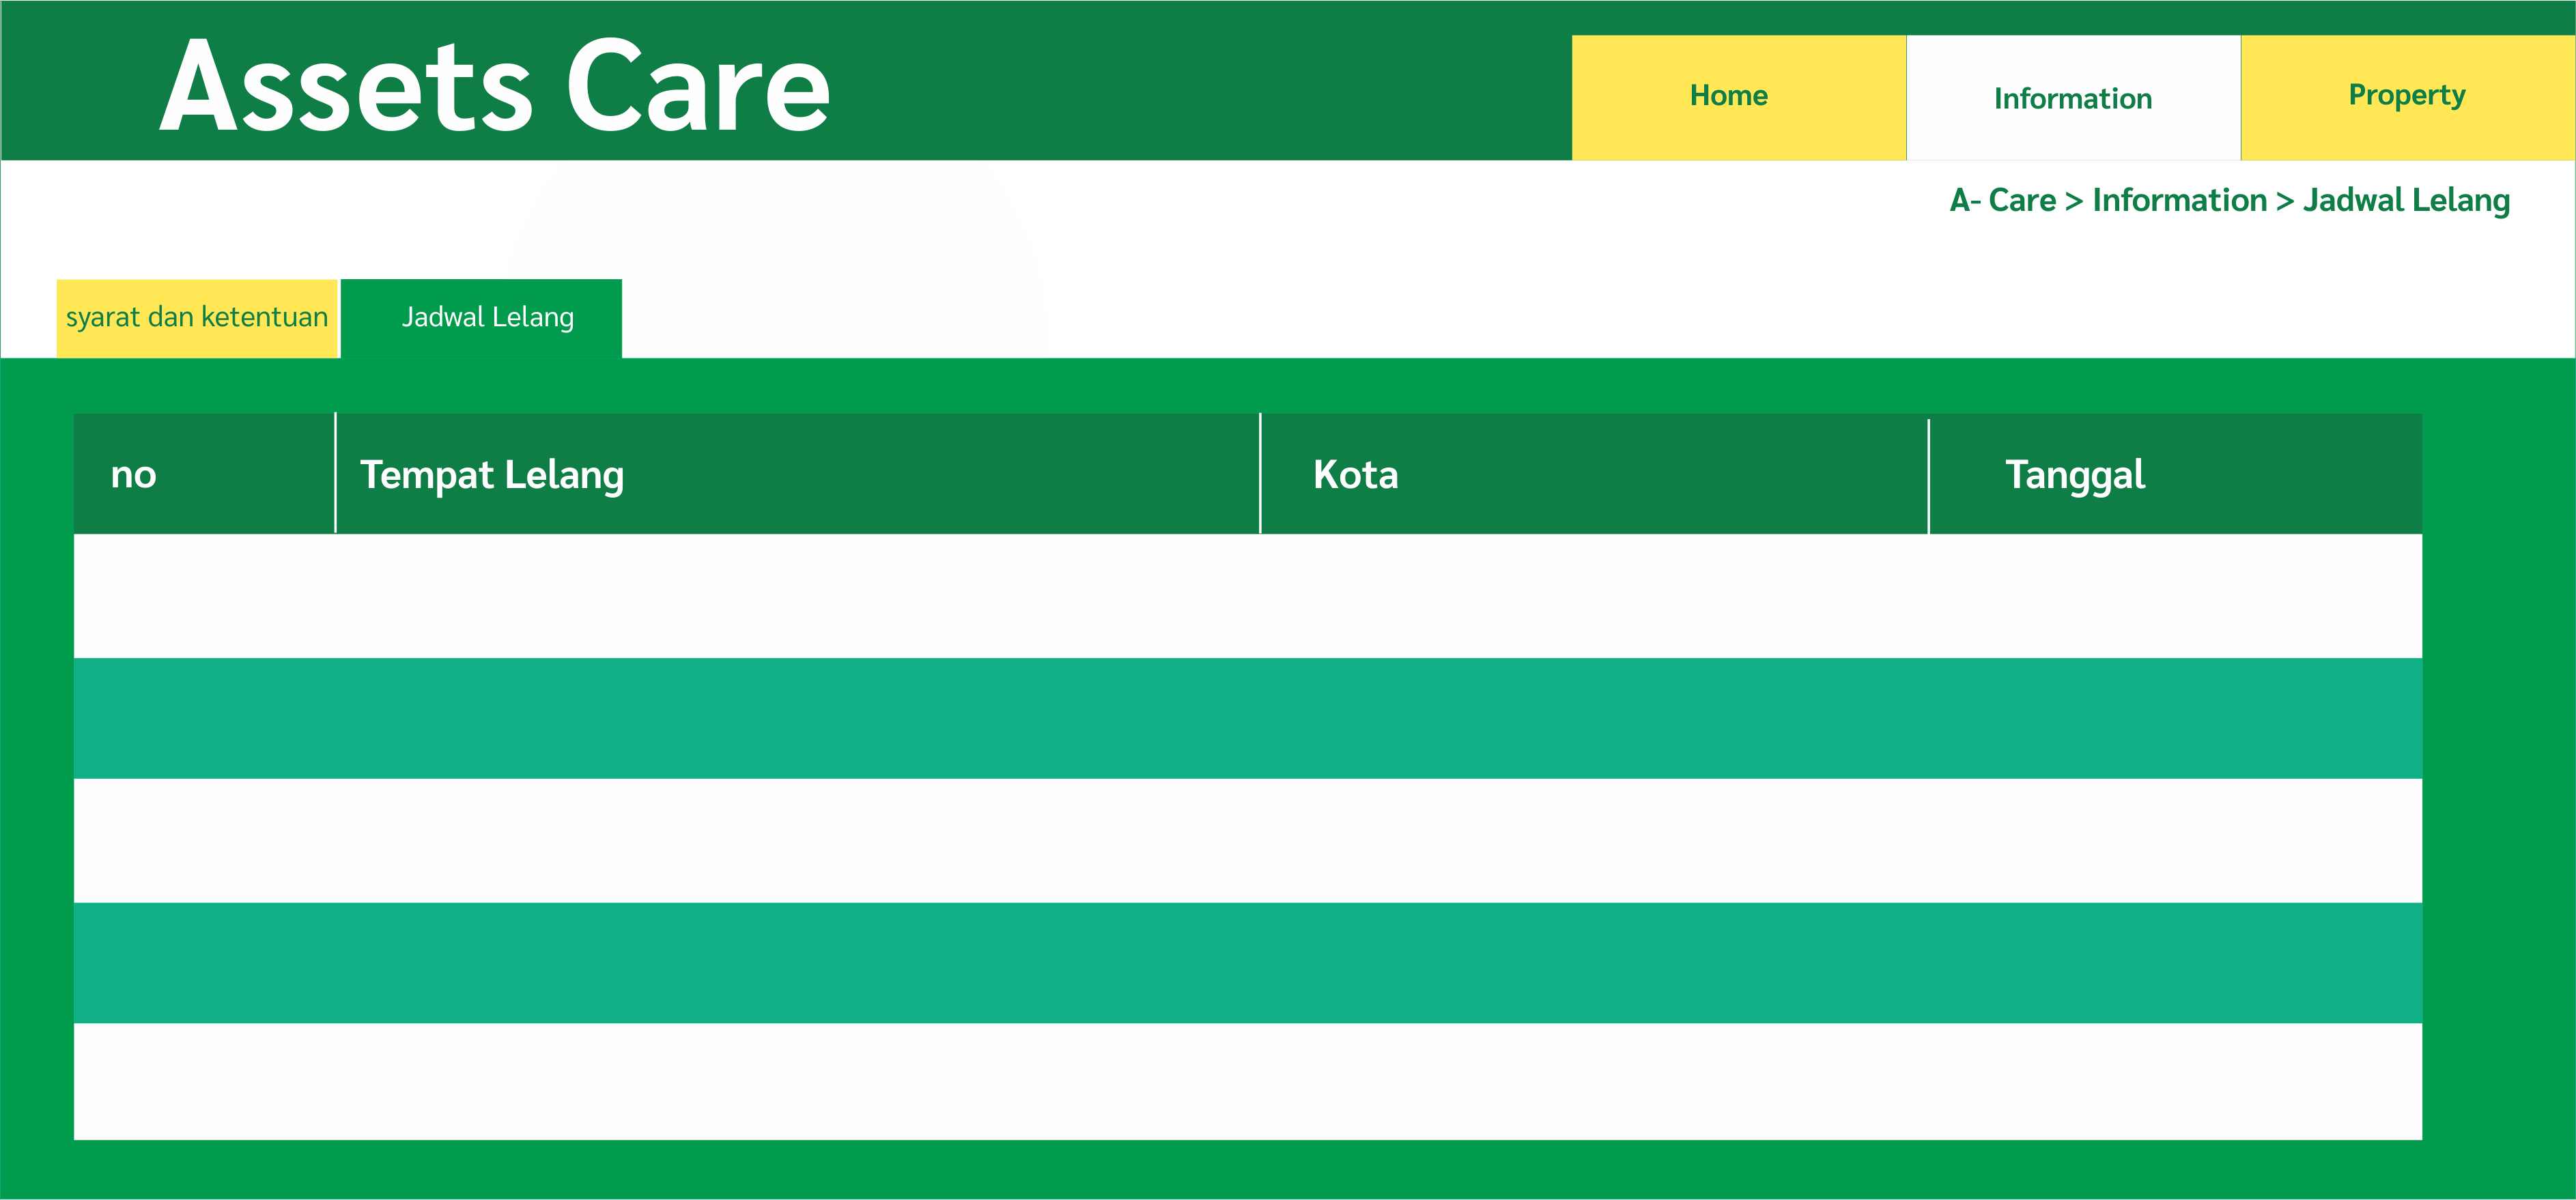 Assets Care
Home
Information
Property
A- Care > Information > Jadwal Lelang
syarat dan ketentuan
Jadwal Lelang
no
Tempat Lelang
Kota
Tanggal